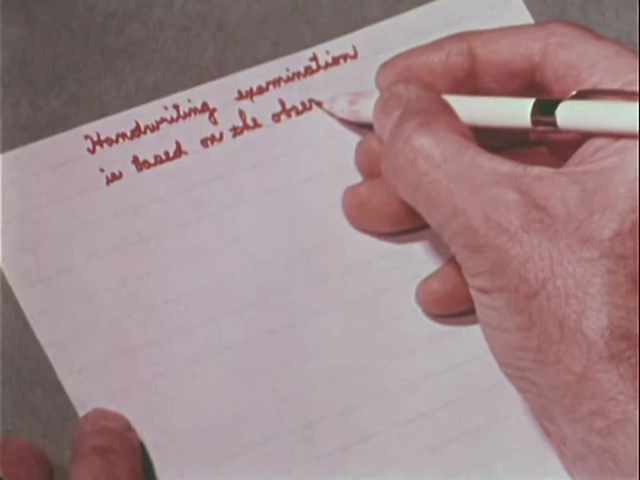 Handwriting examination
is based on the obser